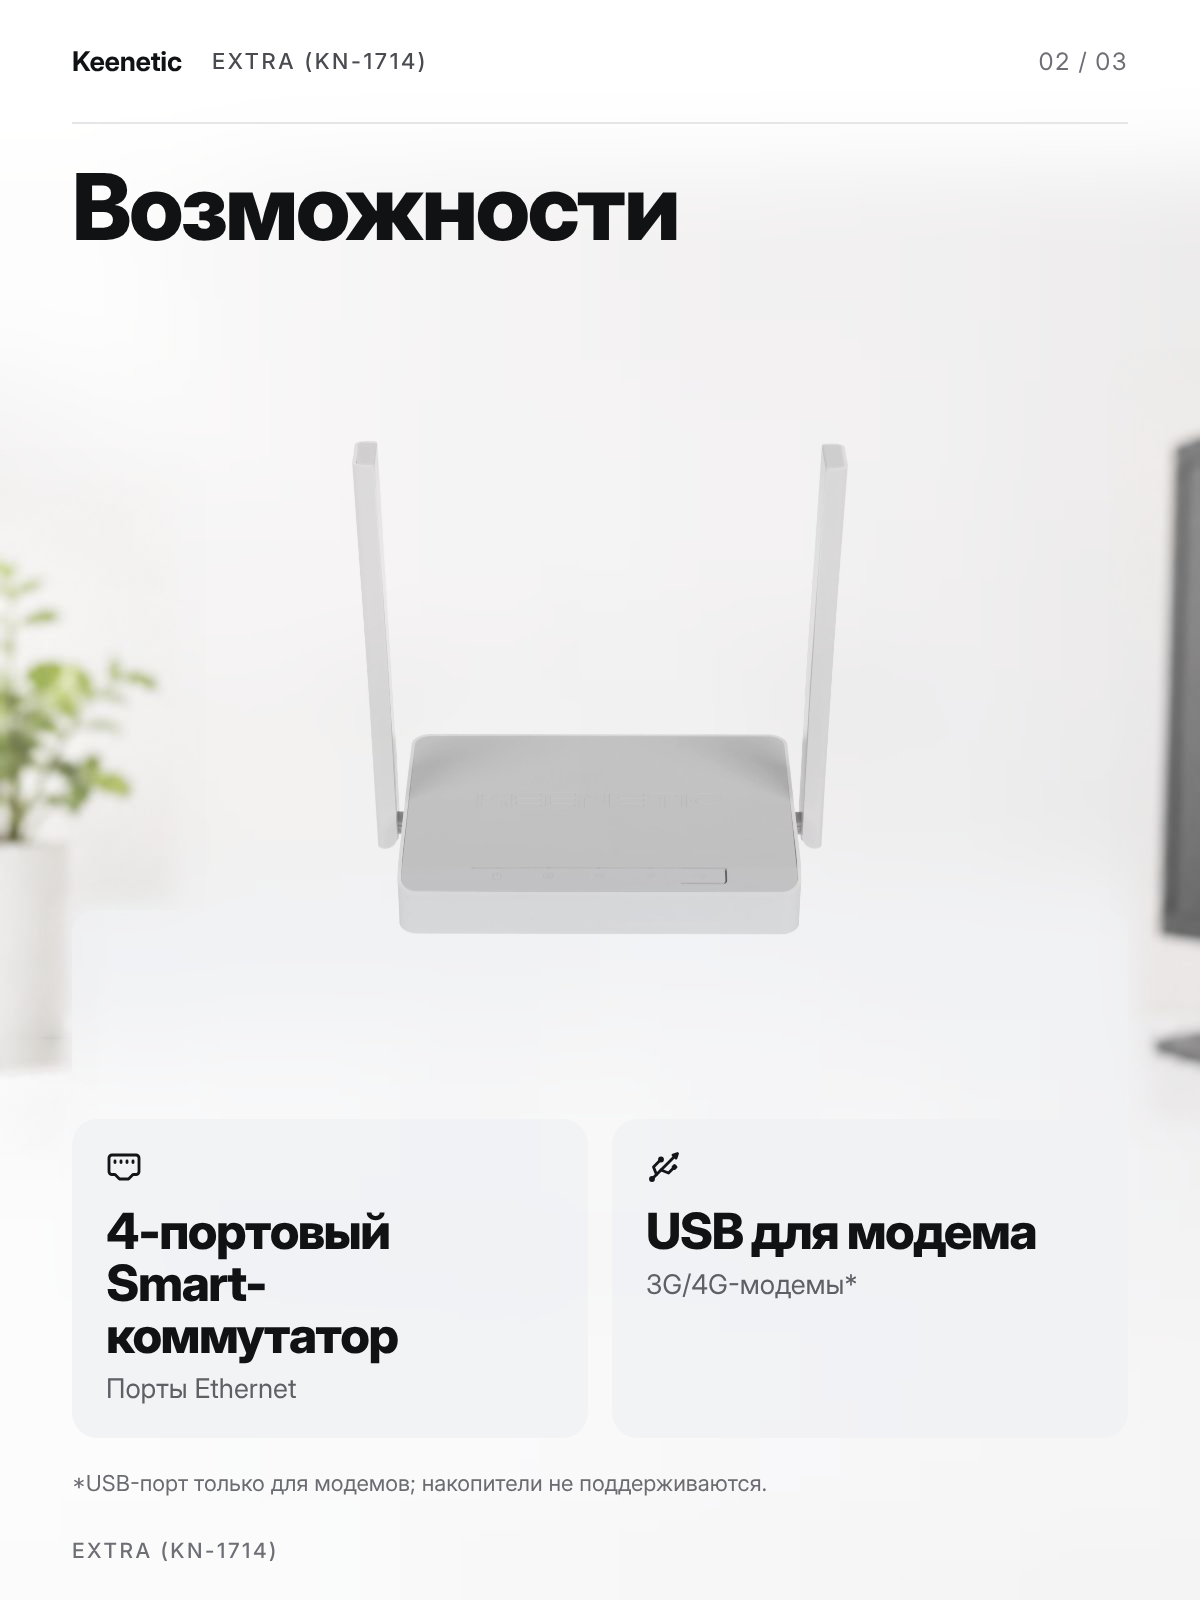 Keenetic EXTRA (KN-1714) 02 / 03
Возможности
4-портовый
Smart-
коммутатор
Порты Ethernet
USB для модема
3G/4G-модемы*
*USB-порт только для модемов; накопители не поддерживаются.
EXTRA (KN-1714)